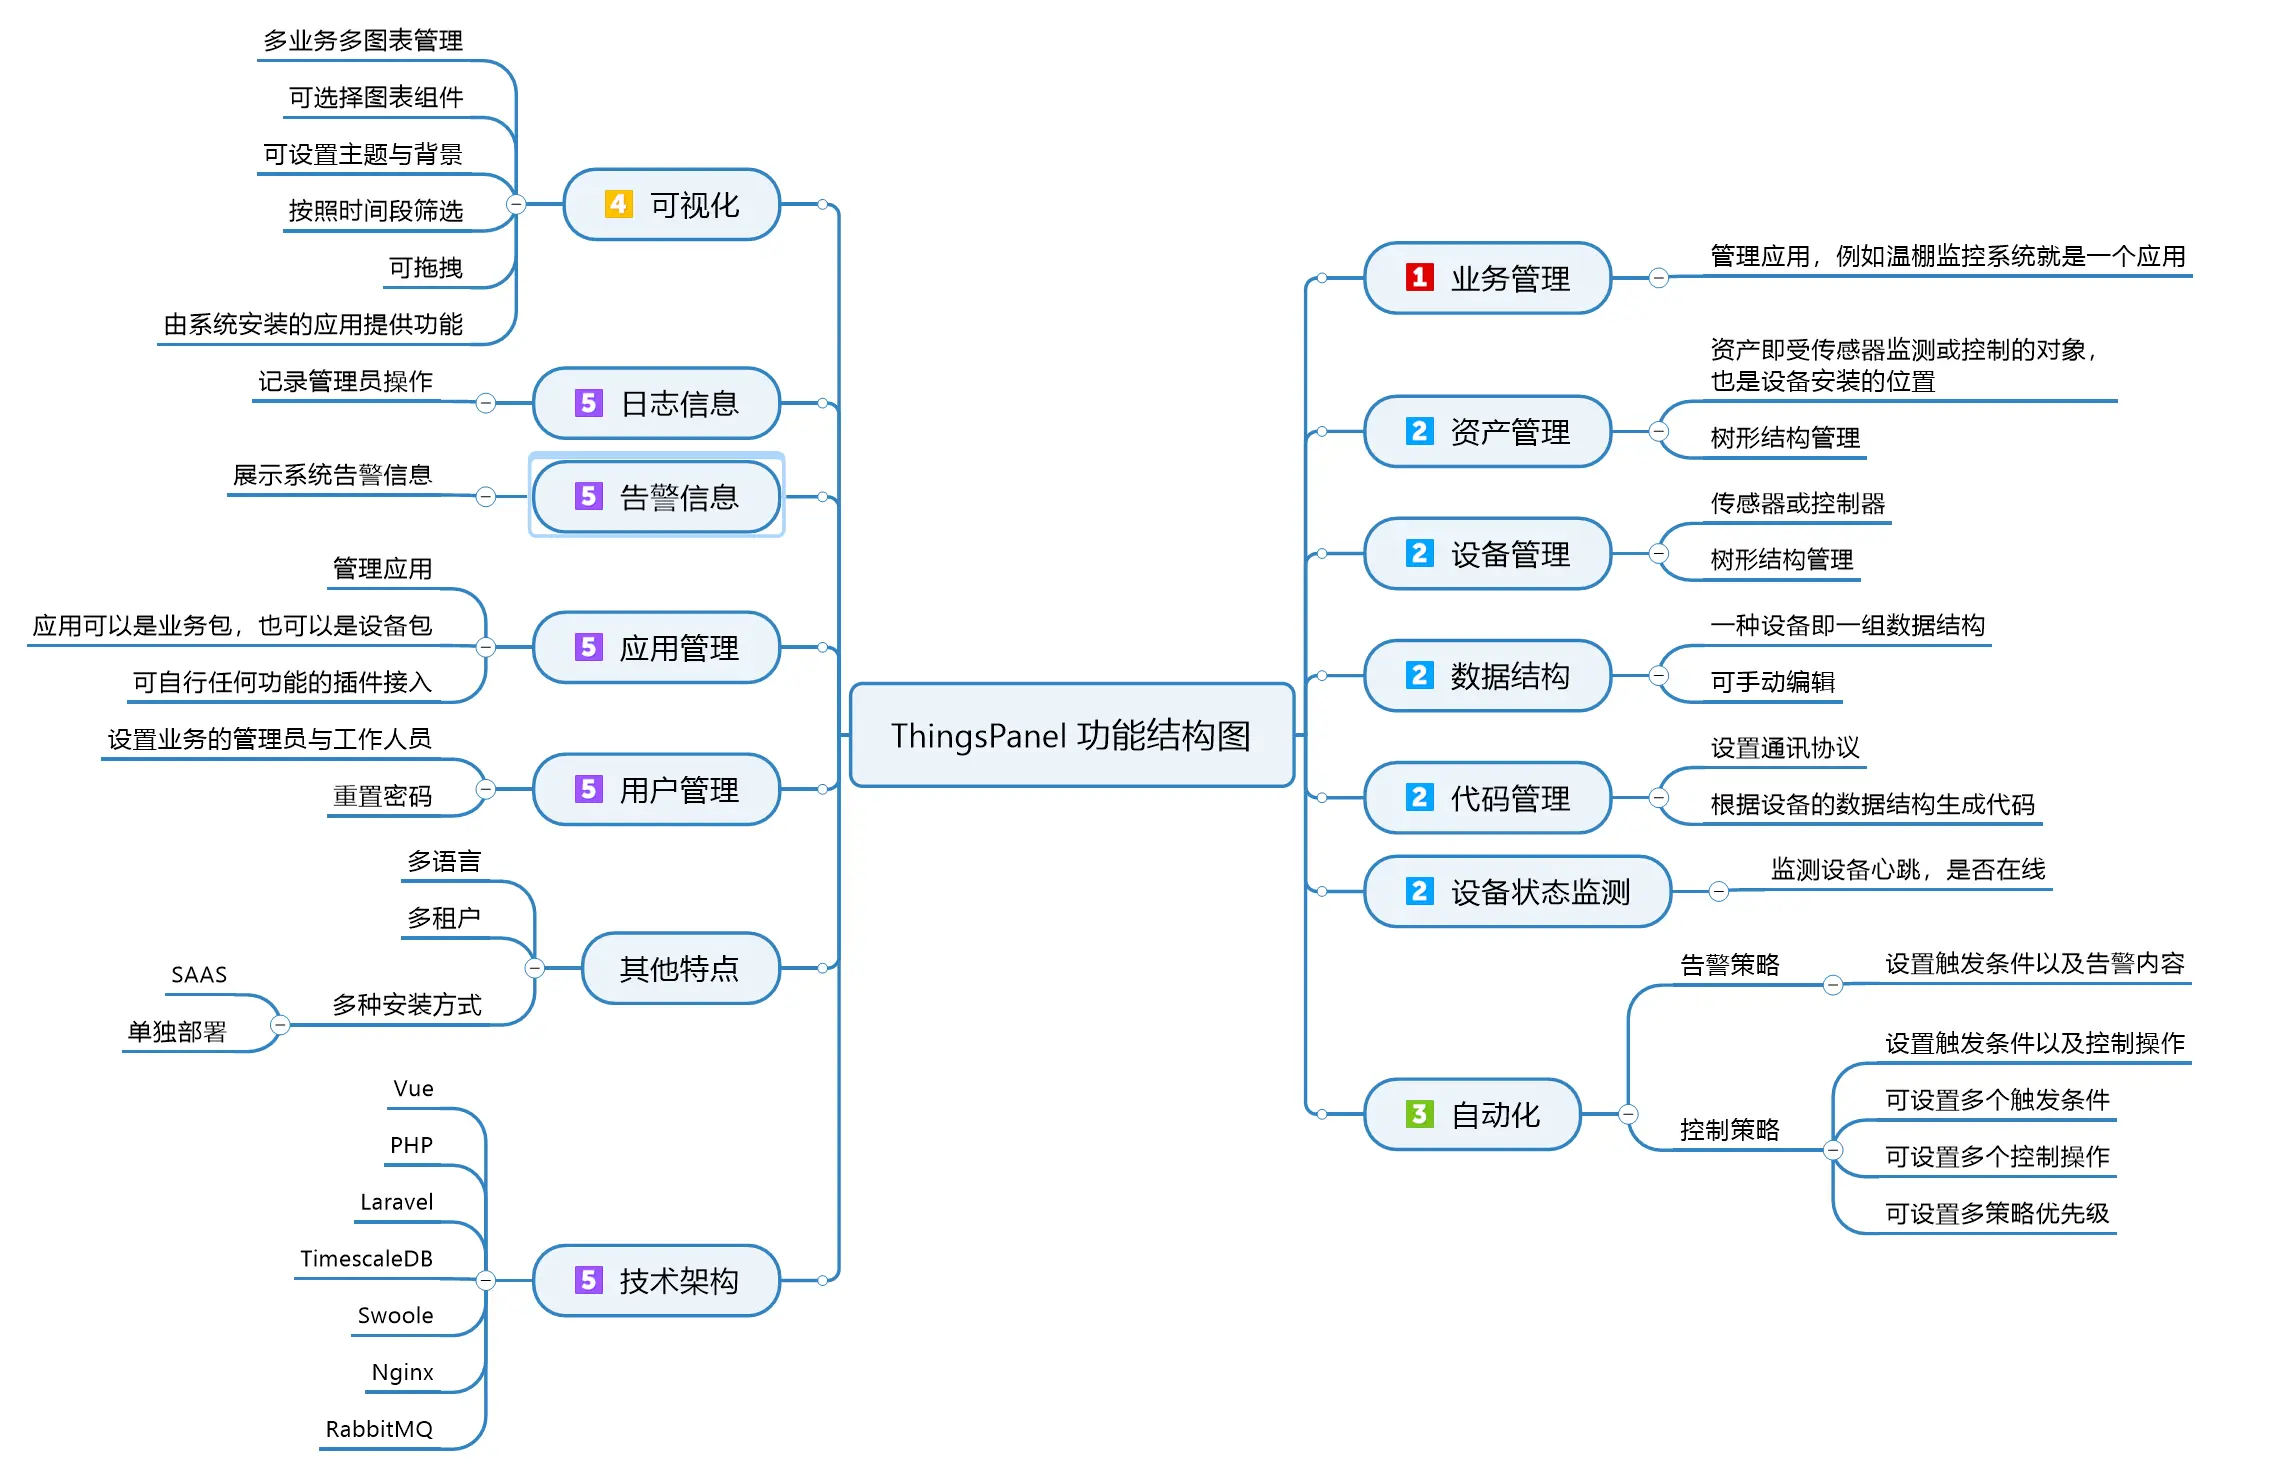 ThingsPanel 功能结构图
1 业务管理
管理应用，例如温棚监控系统就是一个应用
2 资产管理
资产即受传感器监测或控制的对象，
也是设备安装的位置
树形结构管理
2 设备管理
传感器或控制器
树形结构管理
2 数据结构
一种设备即一组数据结构
可手动编辑
2 代码管理
设置通讯协议
根据设备的数据结构生成代码
2 设备状态监测
监测设备心跳，是否在线
3 自动化
告警策略
设置触发条件以及告警内容
控制策略
设置触发条件以及控制操作
可设置多个触发条件
可设置多个控制操作
可设置多策略优先级
4 可视化
多业务多图表管理
可选择图表组件
可设置主题与背景
按照时间段筛选
可拖拽
由系统安装的应用提供功能
5 日志信息
记录管理员操作
5 告警信息
展示系统告警信息
5 应用管理
管理应用
应用可以是业务包，也可以是设备包
可自行任何功能的插件接入
5 用户管理
设置业务的管理员与工作人员
重置密码
其他特点
多语言
多租户
多种安装方式
SAAS
单独部署
5 技术架构
Vue
PHP
Laravel
TimescaleDB
Swoole
Nginx
RabbitMQ